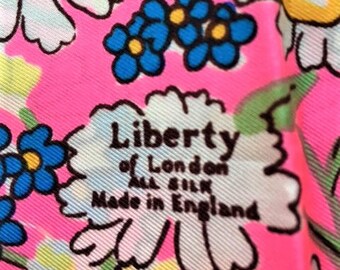 Liberty
of London
ALL SILK
Made in England